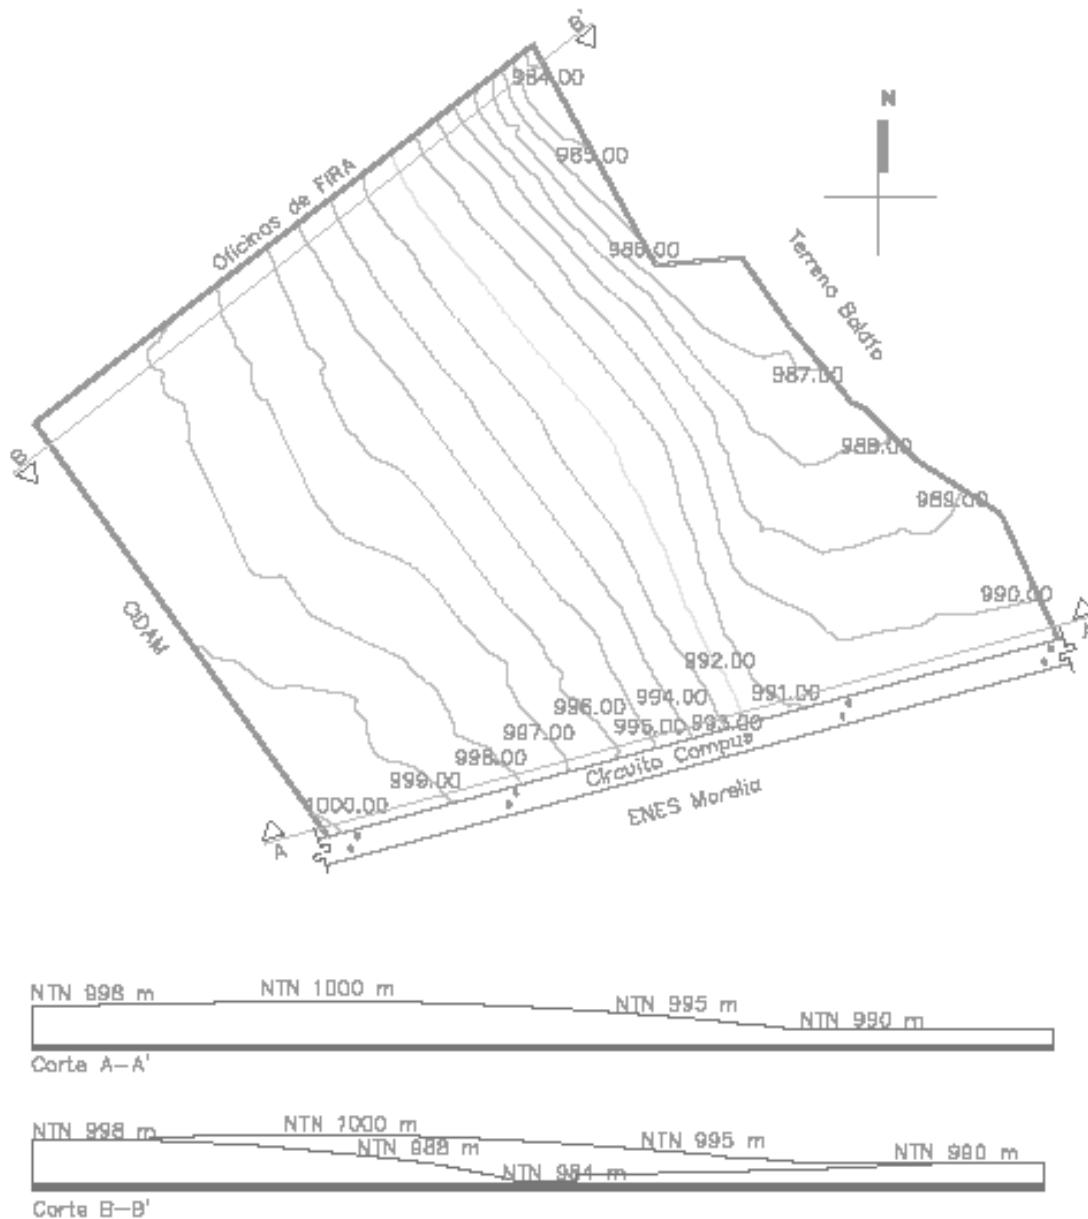 B'
984.00
N
985.00
Oficinas de FIRA
986.00
Terreno Baldío
987.00
988.00
B
989.00
990.00
CIDAM
992.00
991.00
994.00
996.00
993.00
995.00
997.00
Circuito Campus
998.00
999.00
ENES Morelia
1000.00
A
NTN 998 m
NTN 1000 m
NTN 995 m
NTN 990 m
Corte A-A'
NTN 998 m
NTN 1000 m
NTN 988 m
NTN 995 m
NTN 984 m
NTN 990 m
Corte B-B'